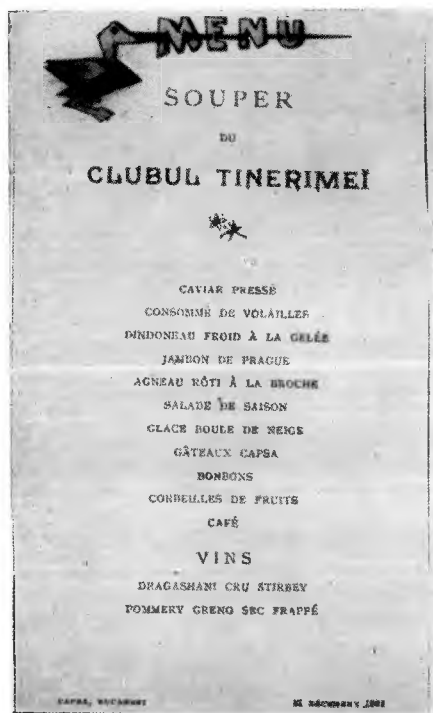 MENU
SOUPER
DU
CLUBUL TINERIMEĬ
CAVIAR PRESSÉ
CONSOMMÉ DE VOLAILLES
DINDONEAU FROID À LA GELÉE
JAMBON DE PRAGUE
AGNEAU RÔTI À LA BROCHE
SALADE DE SAISON
GLACE BOULE DE NEIGE
GÂTEAUX CAPSA
BONBONS
CORBEILLES DE FRUITS
CAFÉ
VINS
DRAGASHANI CRU STIRBEY
POMMERY GRENO SEC FRAPPÉ
CAPSA, BUCAREST
DÉCEMBRE